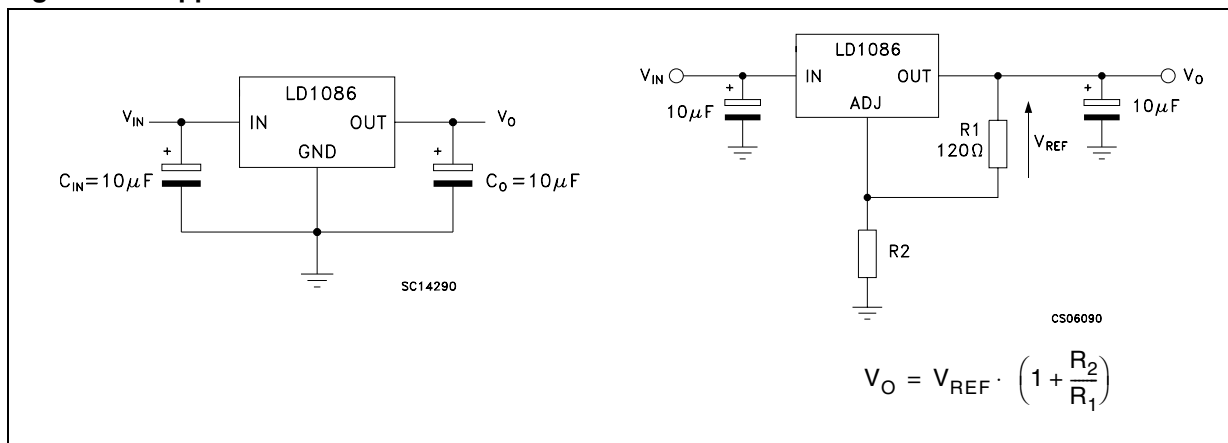 LD1086
V_IN
IN
OUT
V_O
GND
+
+
C_IN=10μF
C_O=10μF
SC14290
LD1086
V_IN
IN
OUT
V_O
ADJ
+
+
10μF
10μF
R1
120Ω
V_REF
R2
CS06090
V_O = V_REF · (1 + R_2/R_1)